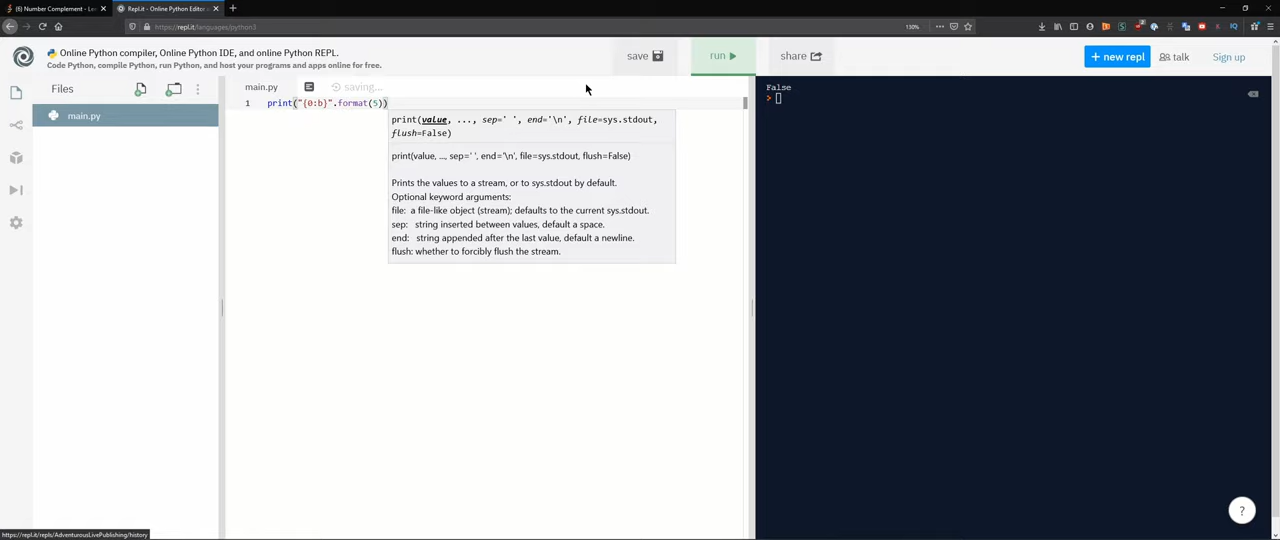 (6) Number Complement - Le
Repl.it - Online Python Editor
https://repl.it/languages/python3
130%
Online Python compiler, Online Python IDE, and online Python REPL.
Code Python, compile Python, run Python, and host your programs and apps online for free.
save
run
share
+ new repl
talk
Sign up
Files
main.py
main.py
saving...
1 print("{0:b}".format(5))
print(value, ..., sep=' ', end='\n', file=sys.stdout,
flush=False)
print(value, ..., sep=' ', end='\n', file=sys.stdout, flush=False)
Prints the values to a stream, or to sys.stdout by default.
Optional keyword arguments:
file: a file-like object (stream); defaults to the current sys.stdout.
sep: string inserted between values, default a space.
end: string appended after the last value, default a newline.
flush: whether to forcibly flush the stream.
False
>
?
https://repl.it/repls/AdventurousLivePublishing/history